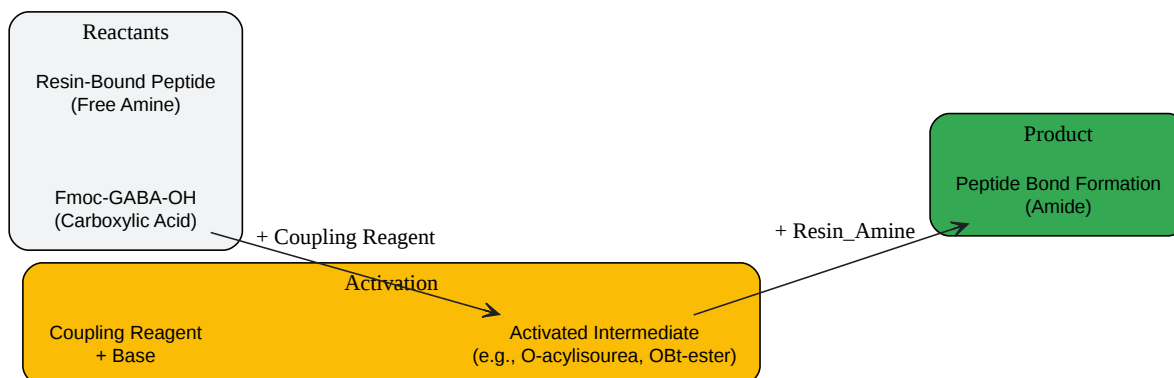 Reactants
Resin-Bound Peptide
(Free Amine)
Fmoc-GABA-OH
(Carboxylic Acid)
+ Coupling Reagent
Activation
Coupling Reagent
+ Base
Activated Intermediate
(e.g., O-acylisourea, OBt-ester)
+ Resin_Amine
Product
Peptide Bond Formation
(Amide)